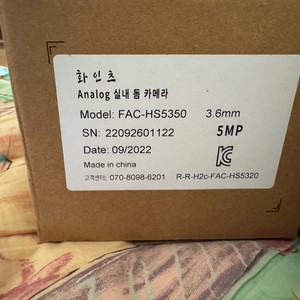 화인츠
Analog 실내 돔 카메라
Model: FAC-HS5350 3.6mm
SN: 22092601122 5MP
Date: 09/2022
Made in china
고객센터: 070-8098-6201 R-R-H2c-FAC-HS5320